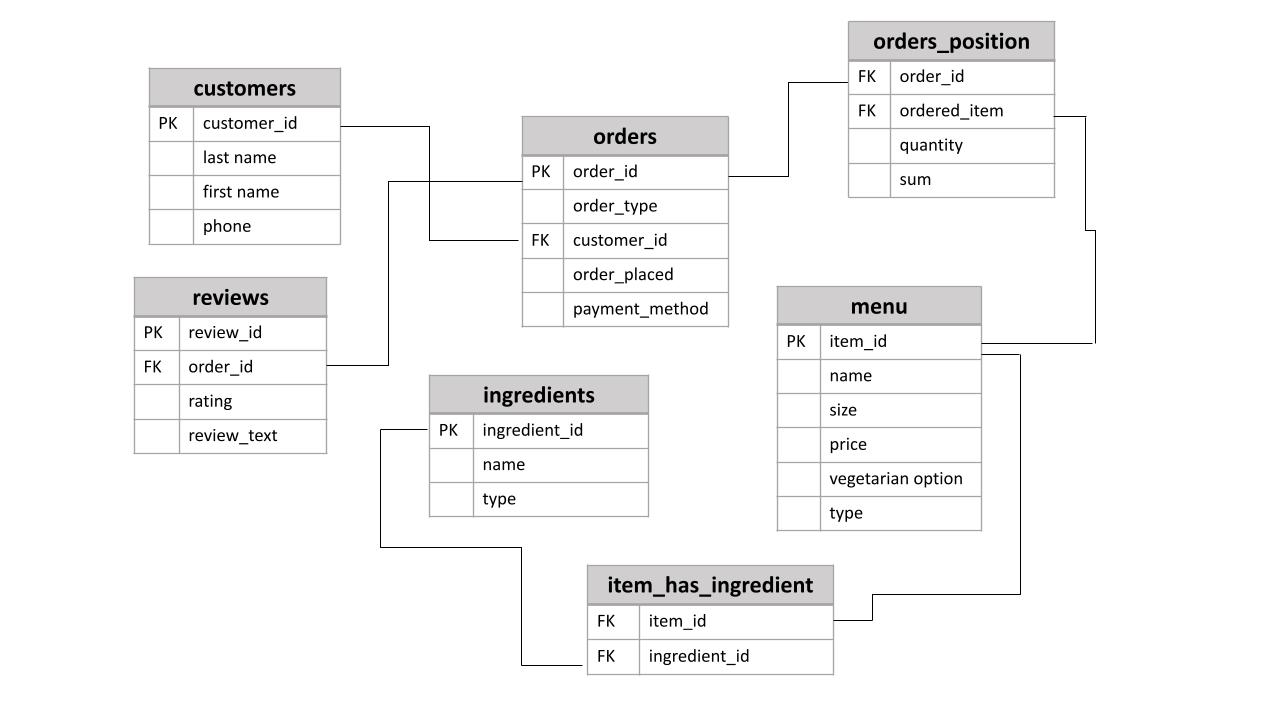 customers
PK customer_id
last name
first name
phone
reviews
PK review_id
FK order_id
rating
review_text
orders
PK order_id
order_type
FK customer_id
order_placed
payment_method
orders_position
FK order_id
FK ordered_item
quantity
sum
ingredients
PK ingredient_id
name
type
menu
PK item_id
name
size
price
vegetarian option
type
item_has_ingredient
FK item_id
FK ingredient_id